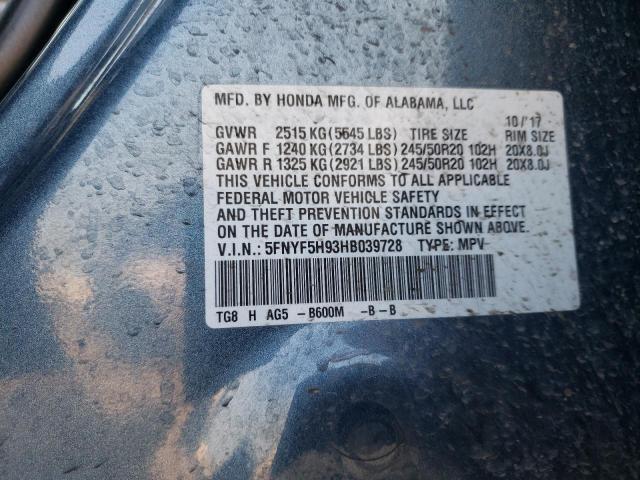 MFD. BY HONDA MFG. OF ALABAMA, LLC
10/'17
GVWR 2515 KG (5645 LBS) TIRE SIZE RIM SIZE
GAWR F 1240 KG (2734 LBS) 245/50R20 102H 20X8.0J
GAWR R 1325 KG (2921 LBS) 245/50R20 102H 20X8.0J
THIS VEHICLE CONFORMS TO ALL APPLICABLE
FEDERAL MOTOR VEHICLE SAFETY
AND THEFT PREVENTION STANDARDS IN EFFECT
ON THE DATE OF MANUFACTURE SHOWN ABOVE.
V.I.N.: 5FNYF5H93HB039728 TYPE: MPV
TG8 H AG5 -B600M -B-B